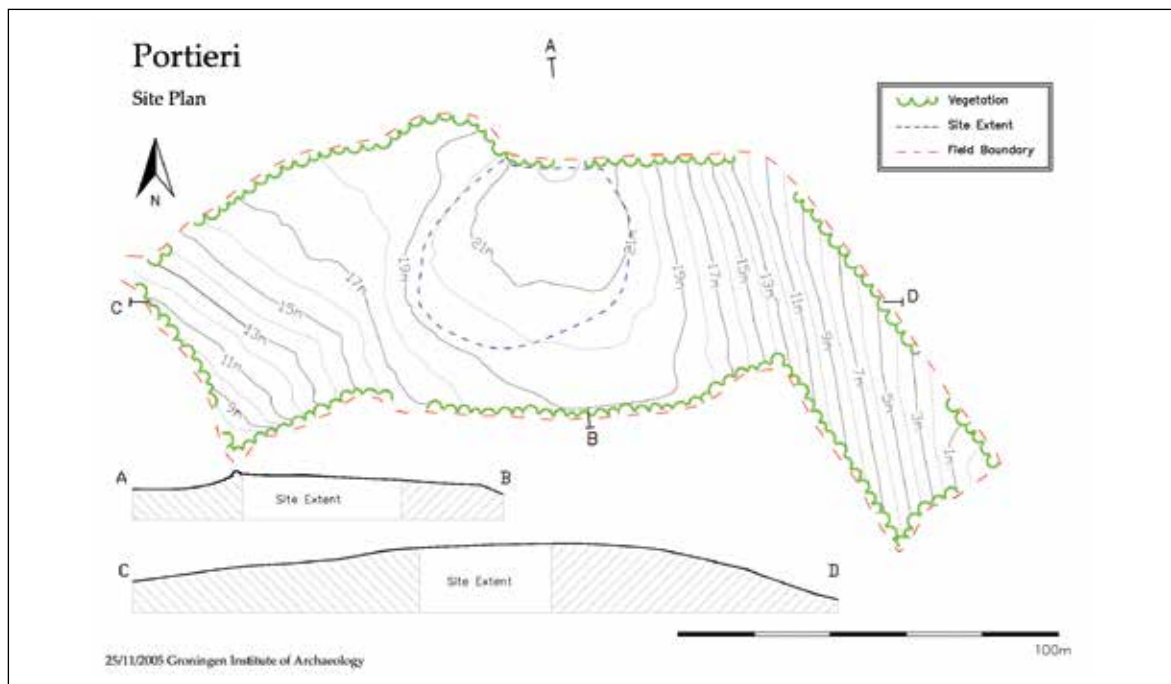 Portieri
Site Plan
N
A
Vegetation
Site Extent
Field Boundary
C
D
B
9m
11m
13m
15m
17m
19m
21m
21m
19m
17m
15m
13m
11m
9m
7m
5m
3m
1m
A
Site Extent
B
C
Site Extent
D
100m
25/11/2005 Groningen Institute of Archaeology